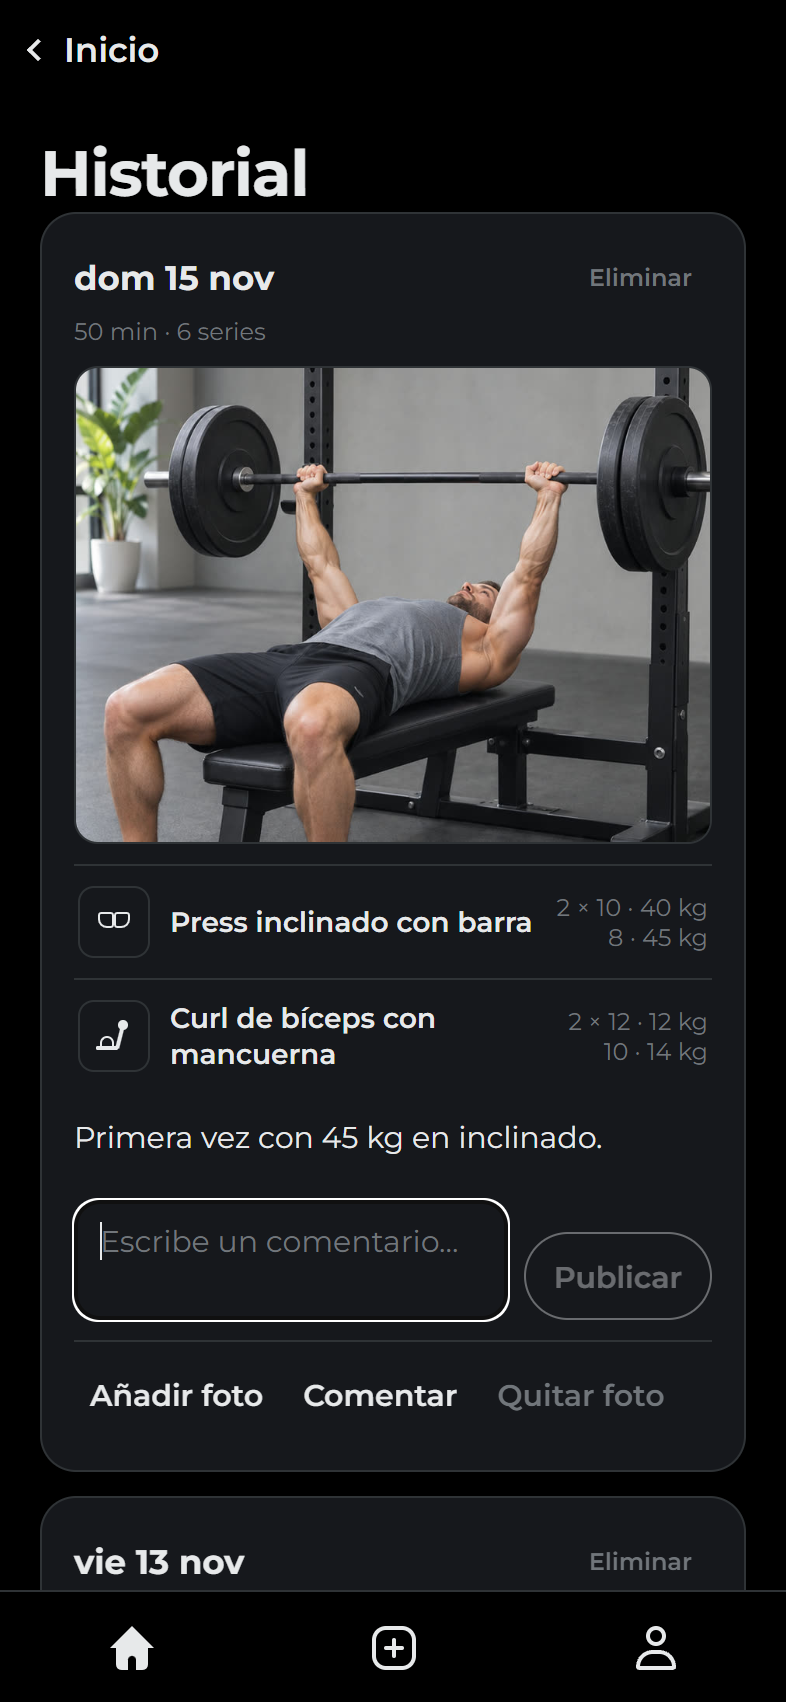 Inicio
Historial
dom 15 nov
Eliminar
50 min · 6 series
Press inclinado con barra
2 × 10 · 40 kg
8 · 45 kg
Curl de bíceps con
mancuerna
2 × 12 · 12 kg
10 · 14 kg
Primera vez con 45 kg en inclinado.
Escribe un comentario...
Publicar
Añadir foto
Comentar
Quitar foto
vie 13 nov
Eliminar